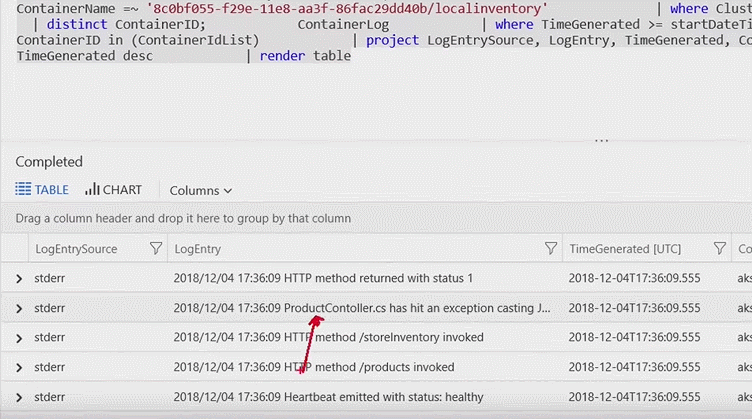 ContainerName =~ '8c0bf055-f29e-11e8-aa3f-86fac29dd40b/localinventory' | where Clust
| distinct ContainerID; ContainerLog | where TimeGenerated >= startDateTi
ContainerID in (ContainerIdList) | project LogEntrySource, LogEntry, TimeGenerated, Co
TimeGenerated desc | render table
...
Completed
TABLE CHART Columns
Drag a column header and drop it here to group by that column
LogEntrySource LogEntry TimeGenerated [UTC] Co
stderr 2018/12/04 17:36:09 HTTP method returned with status 1 2018-12-04T17:36:09.555 aks
stderr 2018/12/04 17:36:09 ProductContoller.cs has hit an exception casting J... 2018-12-04T17:36:09.555 aks
stderr 2018/12/04 17:36:09 HTTP method /storeInventory invoked 2018-12-04T17:36:09.555 aks
stderr 2018/12/04 17:36:09 HTTP method /products invoked 2018-12-04T17:36:09.555 aks
stderr 2018/12/04 17:36:09 Heartbeat emitted with status: healthy 2018-12-04T17:36:09.555 aks